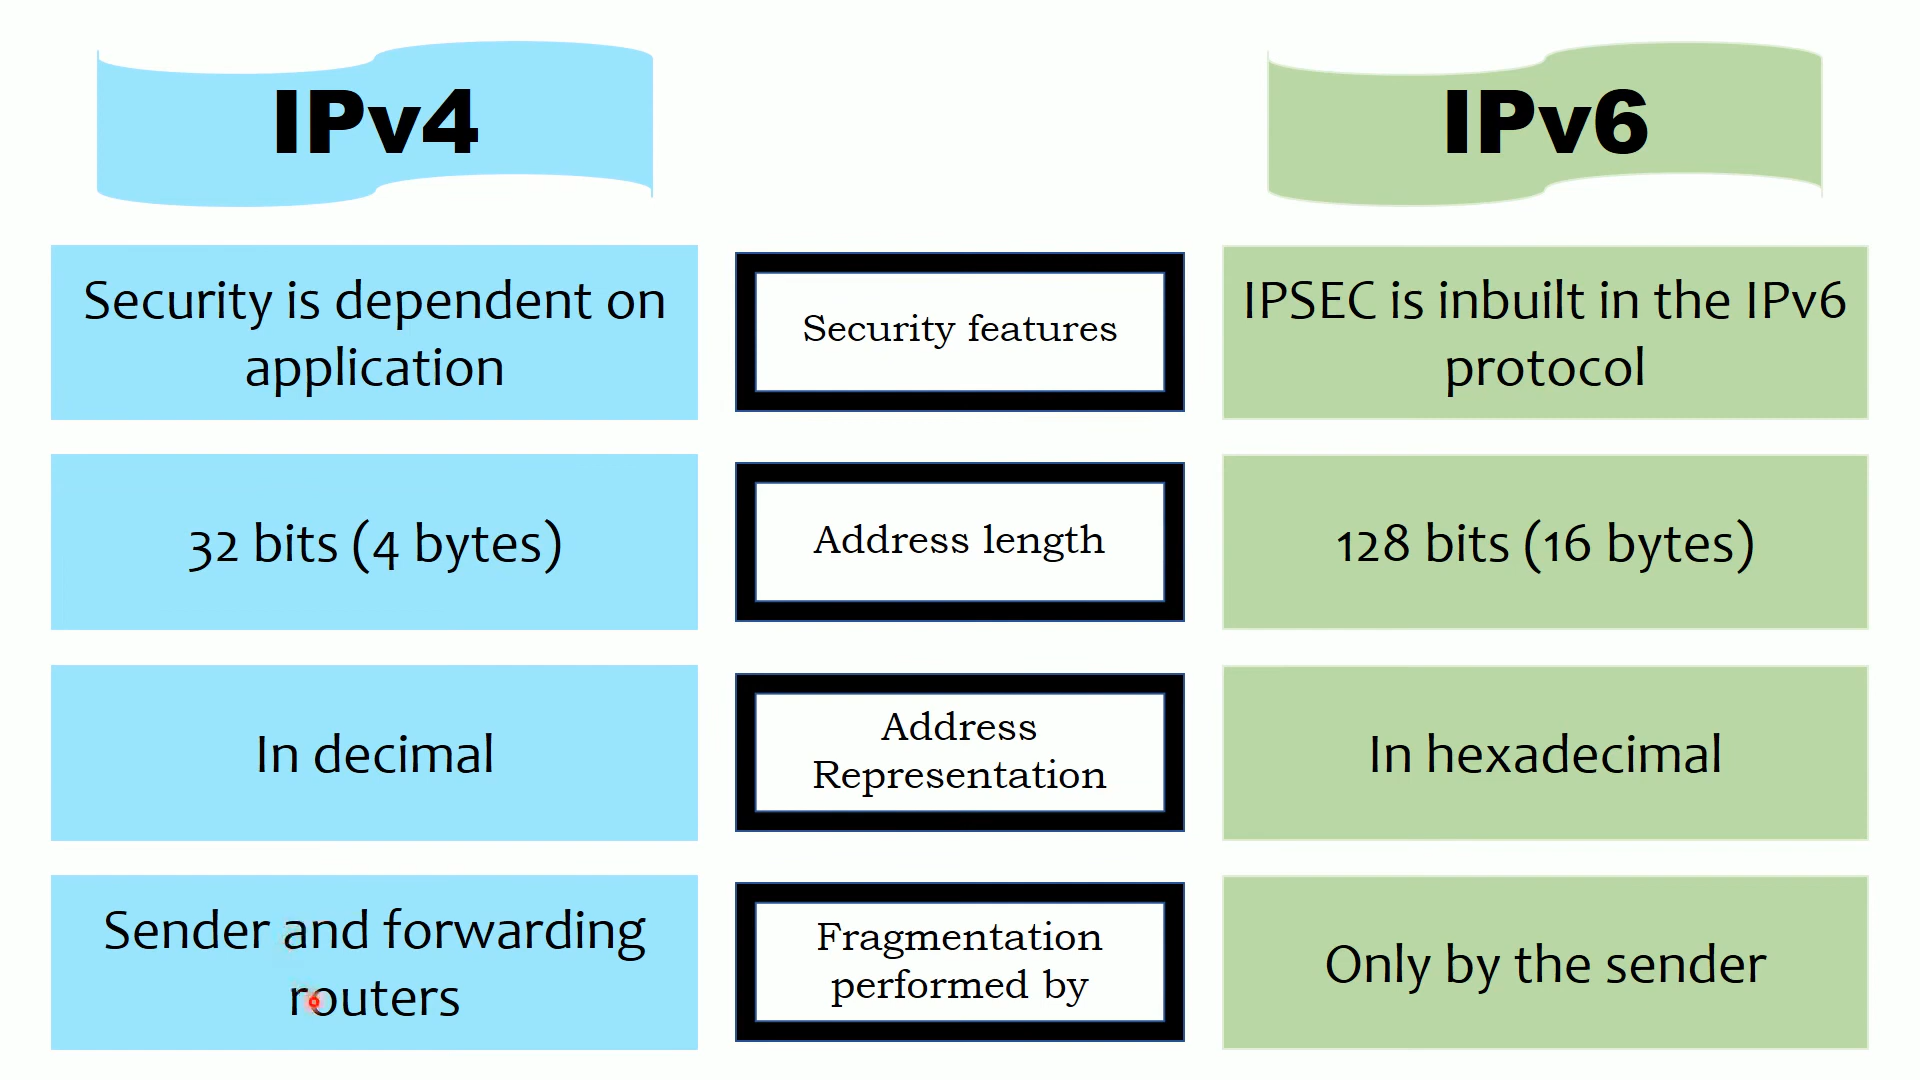 IPv4
IPv6
Security is dependent on
application
Security features
IPSEC is inbuilt in the IPv6
protocol
32 bits (4 bytes)
Address length
128 bits (16 bytes)
In decimal
Address
Representation
In hexadecimal
Sender and forwarding
routers
Fragmentation
performed by
Only by the sender